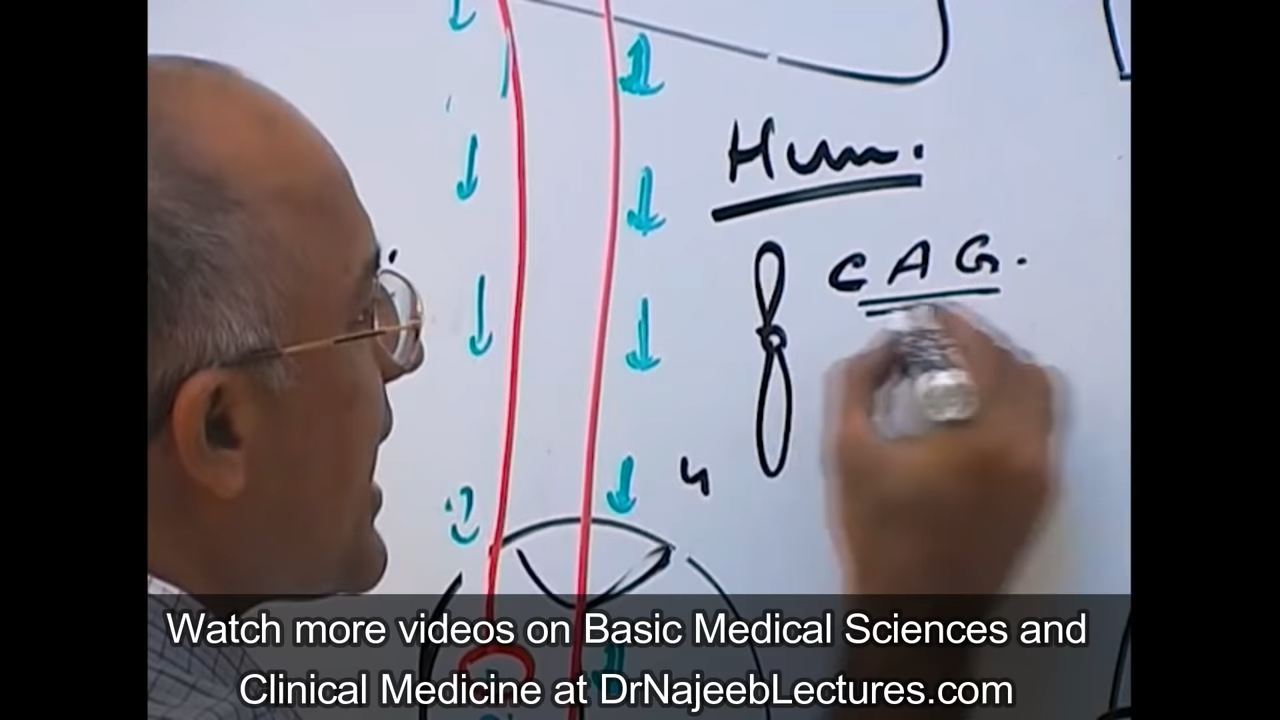 Hum.
CAG.
4
Watch more videos on Basic Medical Sciences and
Clinical Medicine at DrNajeebLectures.com